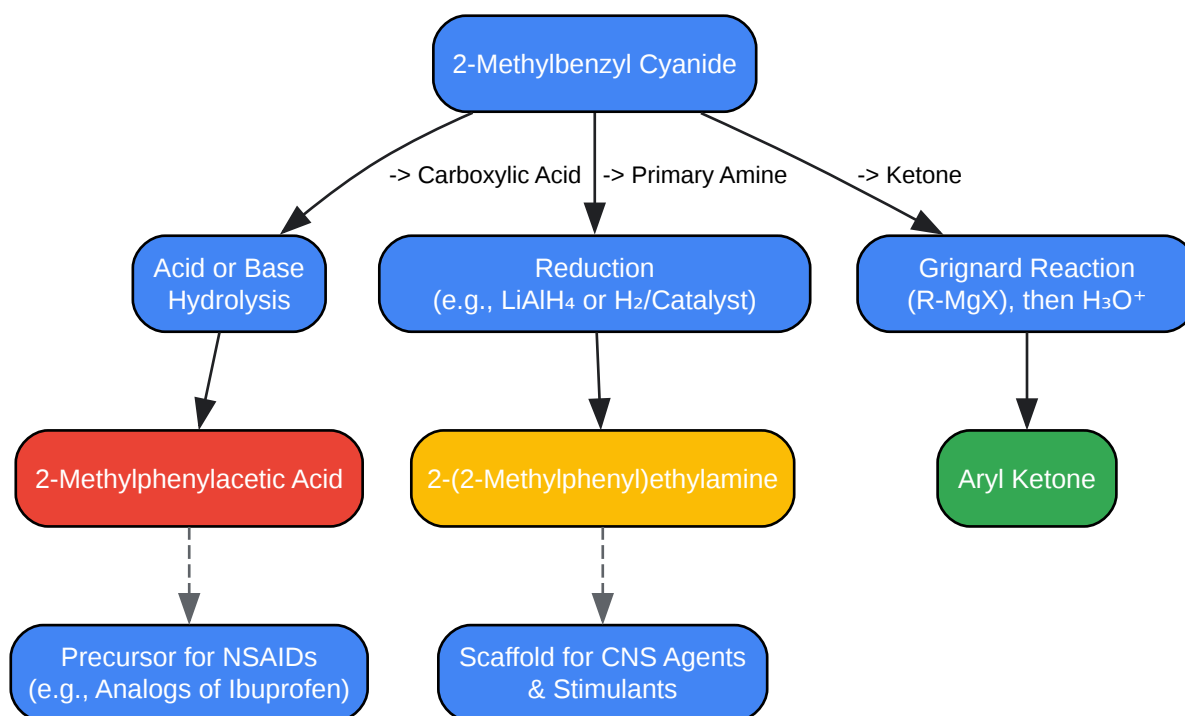 2-Methylbenzyl Cyanide
-> Carboxylic Acid
-> Primary Amine
-> Ketone
Acid or Base
Hydrolysis
Reduction
(e.g., LiAlH₄ or H₂/Catalyst)
Grignard Reaction
(R-MgX), then H₃O⁺
2-Methylphenylacetic Acid
2-(2-Methylphenyl)ethylamine
Aryl Ketone
Precursor for NSAIDs
(e.g., Analogs of Ibuprofen)
Scaffold for CNS Agents
& Stimulants